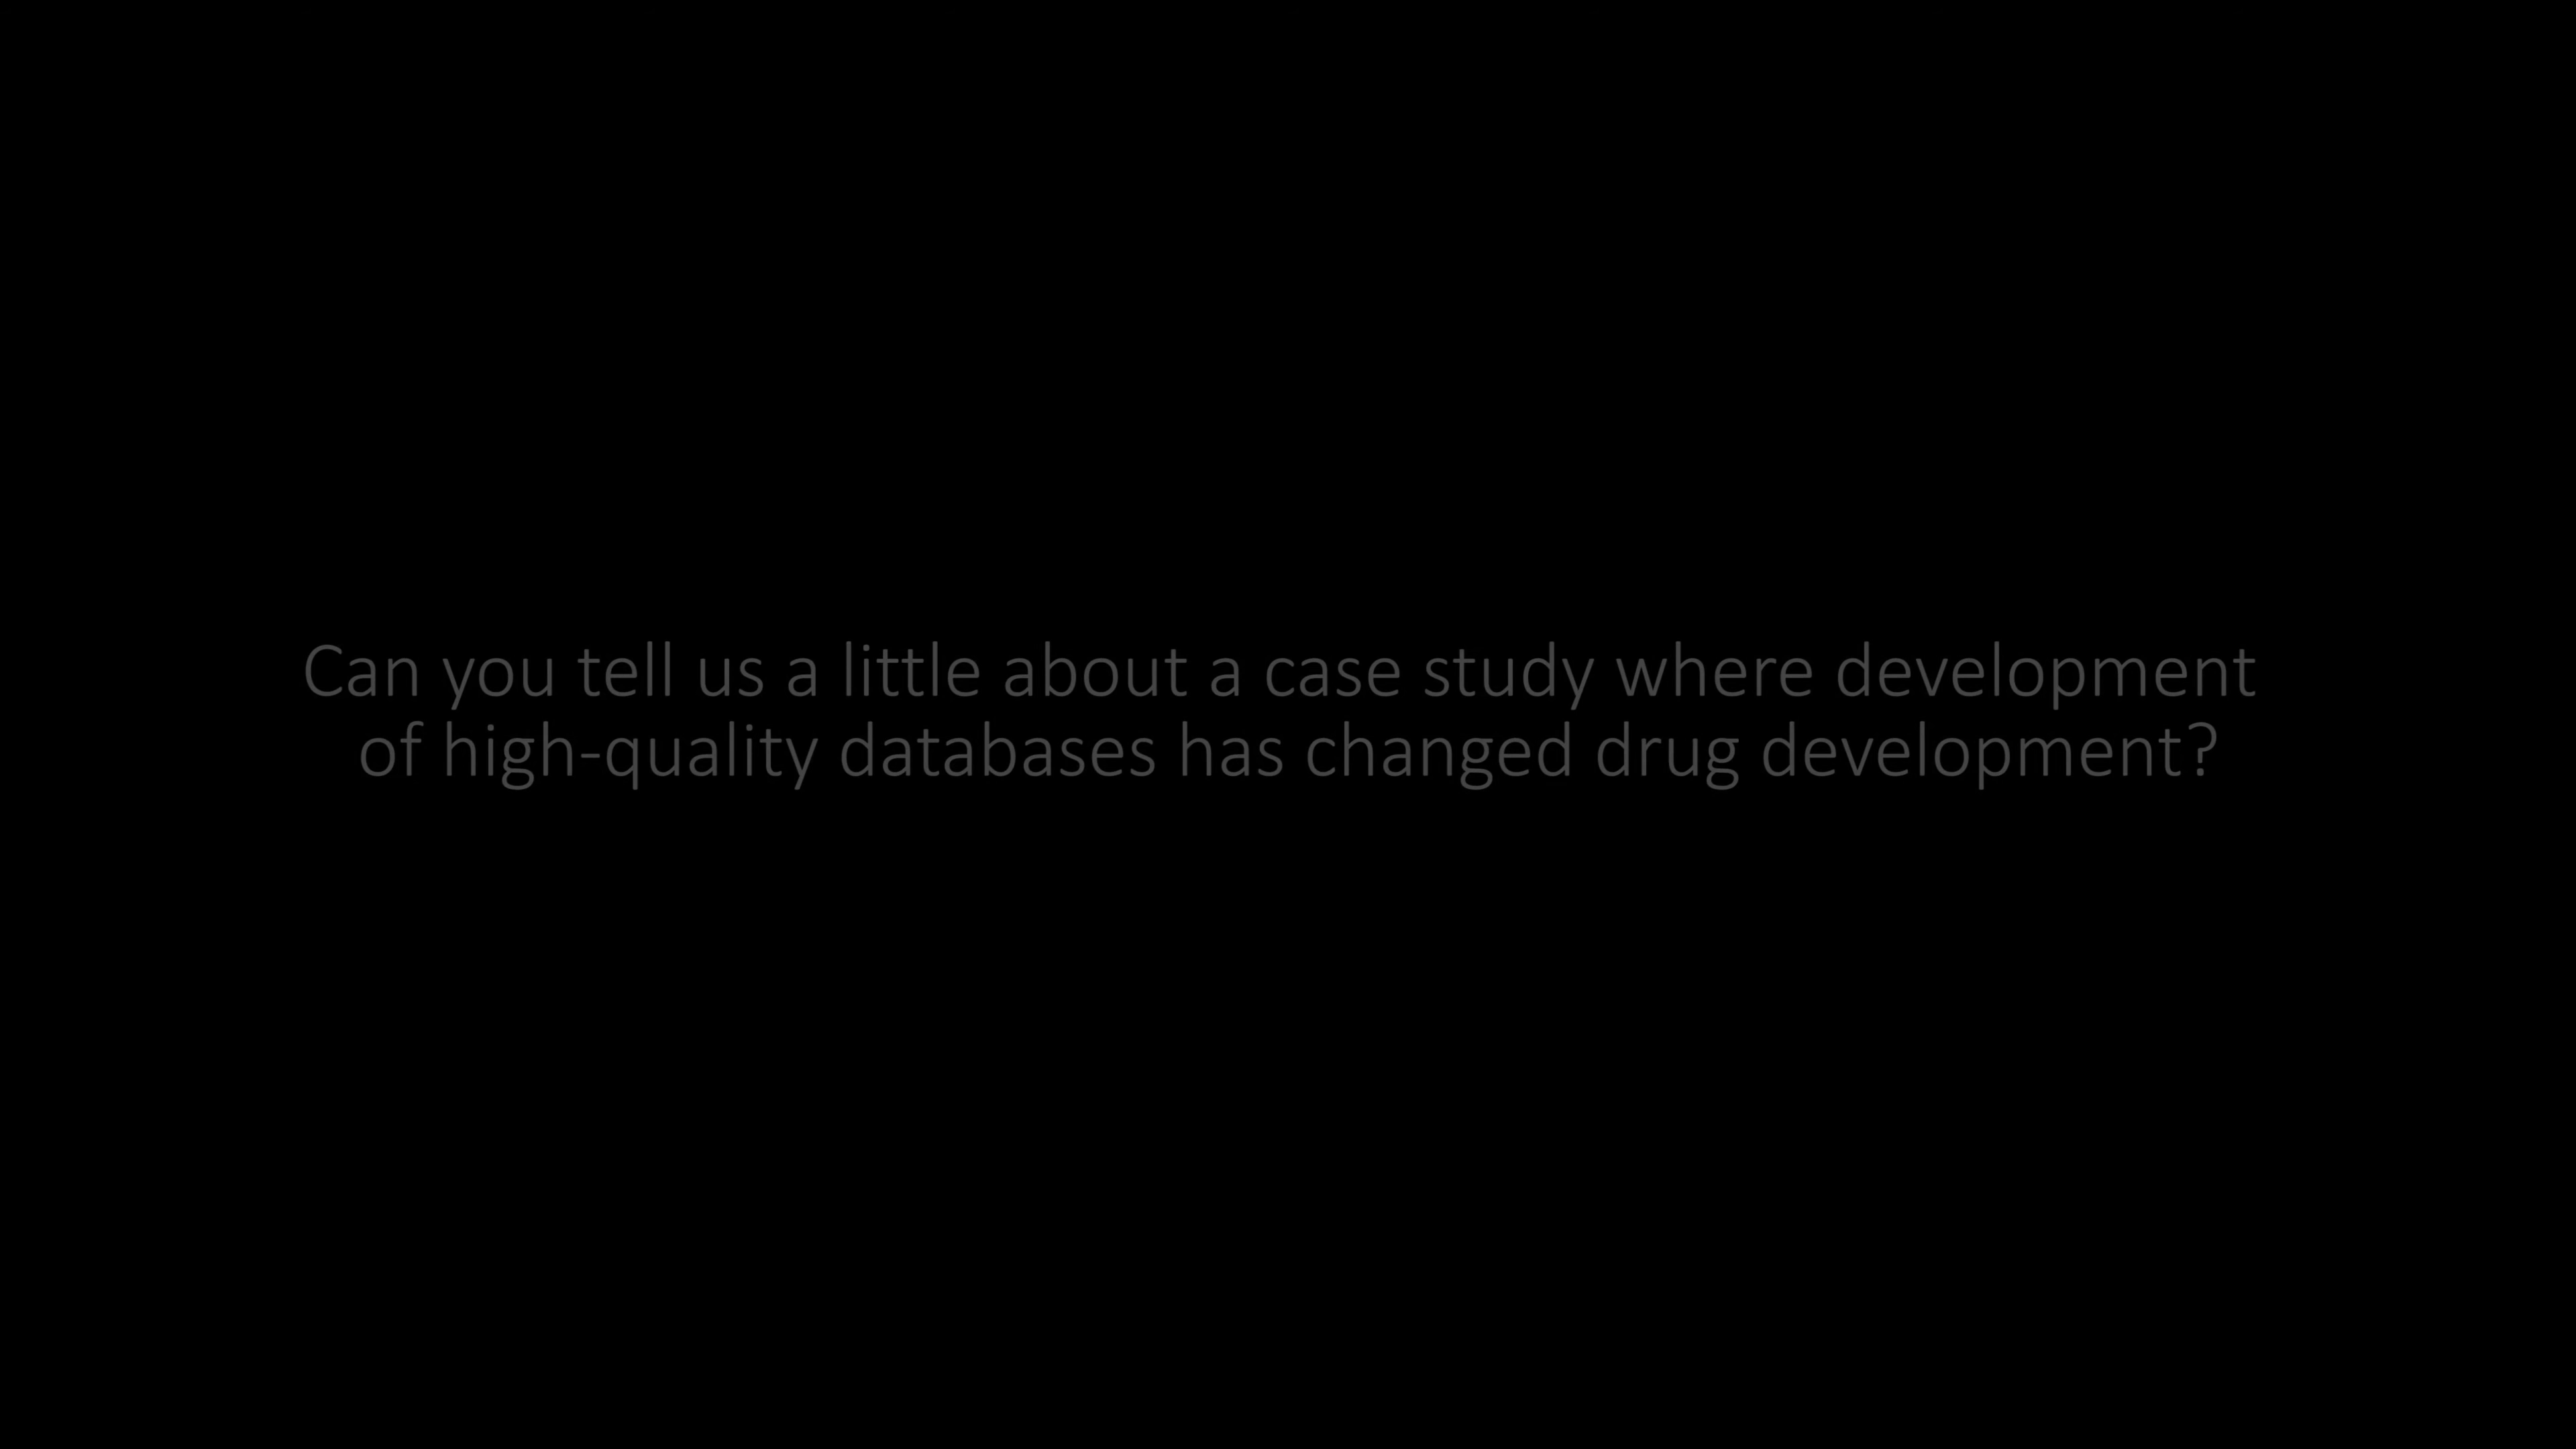 Can you tell us a little about a case study where development
of high-quality databases has changed drug development?